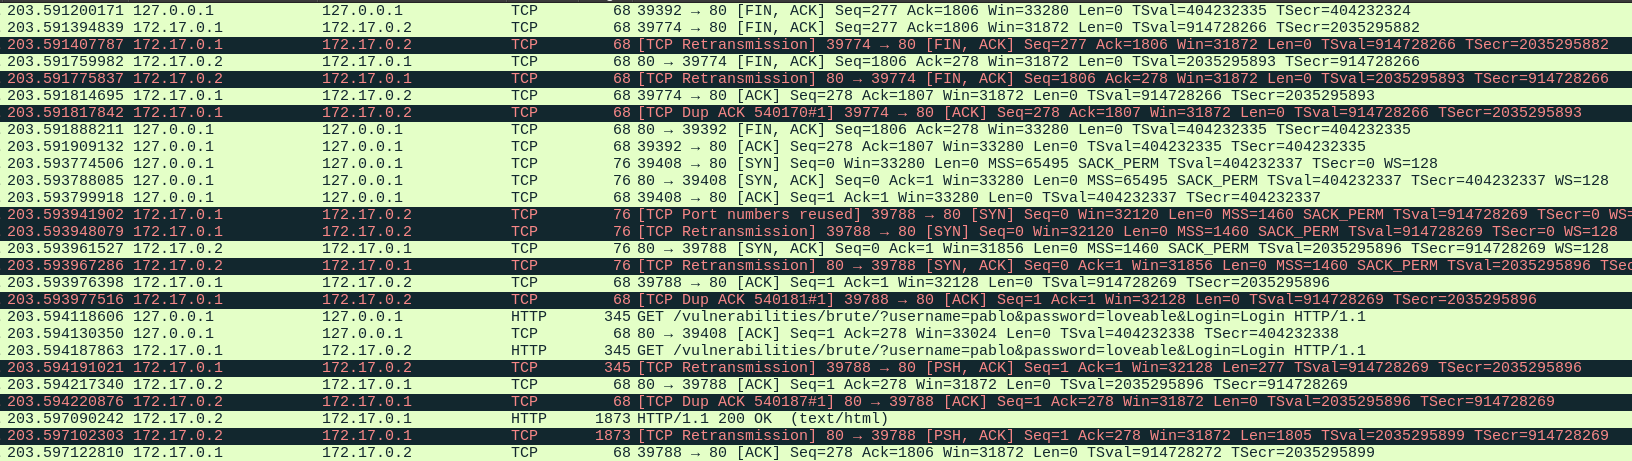 203.591200171 127.0.0.1 127.0.0.1 TCP 68 39392 → 80 [FIN, ACK] Seq=277 Ack=1806 Win=33280 Len=0 TSval=404232335 TSecr=404232324
203.591394839 172.17.0.1 172.17.0.2 TCP 68 39774 → 80 [FIN, ACK] Seq=277 Ack=1806 Win=31872 Len=0 TSval=914728266 TSecr=2035295882
203.591407787 172.17.0.1 172.17.0.2 TCP 68 [TCP Retransmission] 39774 → 80 [FIN, ACK] Seq=277 Ack=1806 Win=31872 Len=0 TSval=914728266 TSecr=2035295882
203.591759982 172.17.0.2 172.17.0.1 TCP 68 80 → 39774 [FIN, ACK] Seq=1806 Ack=278 Win=31872 Len=0 TSval=2035295893 TSecr=914728266
203.591775837 172.17.0.2 172.17.0.1 TCP 68 [TCP Retransmission] 80 → 39774 [FIN, ACK] Seq=1806 Ack=278 Win=31872 Len=0 TSval=2035295893 TSecr=914728266
203.591814695 172.17.0.1 172.17.0.2 TCP 68 39774 → 80 [ACK] Seq=278 Ack=1807 Win=31872 Len=0 TSval=914728266 TSecr=2035295893
203.591817842 172.17.0.1 172.17.0.2 TCP 68 [TCP Dup ACK 540170#1] 39774 → 80 [ACK] Seq=278 Ack=1807 Win=31872 Len=0 TSval=914728266 TSecr=2035295893
203.591888211 127.0.0.1 127.0.0.1 TCP 68 80 → 39392 [FIN, ACK] Seq=1806 Ack=278 Win=33280 Len=0 TSval=404232335 TSecr=404232335
203.591909132 127.0.0.1 127.0.0.1 TCP 68 39392 → 80 [ACK] Seq=278 Ack=1807 Win=33280 Len=0 TSval=404232335 TSecr=404232335
203.593774506 127.0.0.1 127.0.0.1 TCP 76 39408 → 80 [SYN] Seq=0 Win=33280 Len=0 MSS=65495 SACK_PERM TSval=404232337 TSecr=0 WS=128
203.593788085 127.0.0.1 127.0.0.1 TCP 76 80 → 39408 [SYN, ACK] Seq=0 Ack=1 Win=33280 Len=0 MSS=65495 SACK_PERM TSval=404232337 TSecr=404232337 WS=128
203.593799918 127.0.0.1 127.0.0.1 TCP 68 39408 → 80 [ACK] Seq=1 Ack=1 Win=33280 Len=0 TSval=404232337 TSecr=404232337
203.593941902 172.17.0.1 172.17.0.2 TCP 76 [TCP Port numbers reused] 39788 → 80 [SYN] Seq=0 Win=32120 Len=0 MSS=1460 SACK_PERM TSval=914728269 TSecr=0 WS=
203.593948079 172.17.0.1 172.17.0.2 TCP 76 [TCP Retransmission] 39788 → 80 [SYN] Seq=0 Win=32120 Len=0 MSS=1460 SACK_PERM TSval=914728269 TSecr=0 WS=128
203.593961527 172.17.0.2 172.17.0.1 TCP 76 80 → 39788 [SYN, ACK] Seq=0 Ack=1 Win=31856 Len=0 MSS=1460 SACK_PERM TSval=2035295896 TSecr=914728269 WS=128
203.593967286 172.17.0.2 172.17.0.1 TCP 76 [TCP Retransmission] 80 → 39788 [SYN, ACK] Seq=0 Ack=1 Win=31856 Len=0 MSS=1460 SACK_PERM TSval=2035295896 TSec
203.593976398 172.17.0.1 172.17.0.2 TCP 68 39788 → 80 [ACK] Seq=1 Ack=1 Win=32128 Len=0 TSval=914728269 TSecr=2035295896
203.593977516 172.17.0.1 172.17.0.2 TCP 68 [TCP Dup ACK 540181#1] 39788 → 80 [ACK] Seq=1 Ack=1 Win=32128 Len=0 TSval=914728269 TSecr=2035295896
203.594118606 127.0.0.1 127.0.0.1 HTTP 345 GET /vulnerabilities/brute/?username=pablo&password=loveable&Login=Login HTTP/1.1
203.594130350 127.0.0.1 127.0.0.1 TCP 68 80 → 39408 [ACK] Seq=1 Ack=278 Win=33024 Len=0 TSval=404232338 TSecr=404232338
203.594187863 172.17.0.1 172.17.0.2 HTTP 345 GET /vulnerabilities/brute/?username=pablo&password=loveable&Login=Login HTTP/1.1
203.594191021 172.17.0.1 172.17.0.2 TCP 345 [TCP Retransmission] 39788 → 80 [PSH, ACK] Seq=1 Ack=1 Win=32128 Len=277 TSval=914728269 TSecr=2035295896
203.594217340 172.17.0.2 172.17.0.1 TCP 68 80 → 39788 [ACK] Seq=1 Ack=278 Win=31872 Len=0 TSval=2035295896 TSecr=914728269
203.594220876 172.17.0.2 172.17.0.1 TCP 68 [TCP Dup ACK 540187#1] 80 → 39788 [ACK] Seq=1 Ack=278 Win=31872 Len=0 TSval=2035295896 TSecr=914728269
203.597090242 172.17.0.2 172.17.0.1 HTTP 1873 HTTP/1.1 200 OK (text/html)
203.597102303 172.17.0.2 172.17.0.1 TCP 1873 [TCP Retransmission] 80 → 39788 [PSH, ACK] Seq=1 Ack=278 Win=31872 Len=1805 TSval=2035295899 TSecr=914728269
203.597122810 172.17.0.1 172.17.0.2 TCP 68 39788 → 80 [ACK] Seq=278 Ack=1806 Win=31872 Len=0 TSval=914728272 TSecr=2035295899